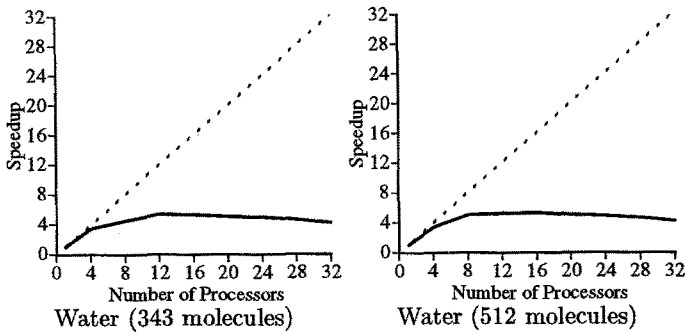 32
28
24
20
16
12
8
4
0
Speedup
0 4 8 12 16 20 24 28 32
Number of Processors
Water (343 molecules)
32
28
24
20
16
12
8
4
0
Speedup
0 4 8 12 16 20 24 28 32
Number of Processors
Water (512 molecules)